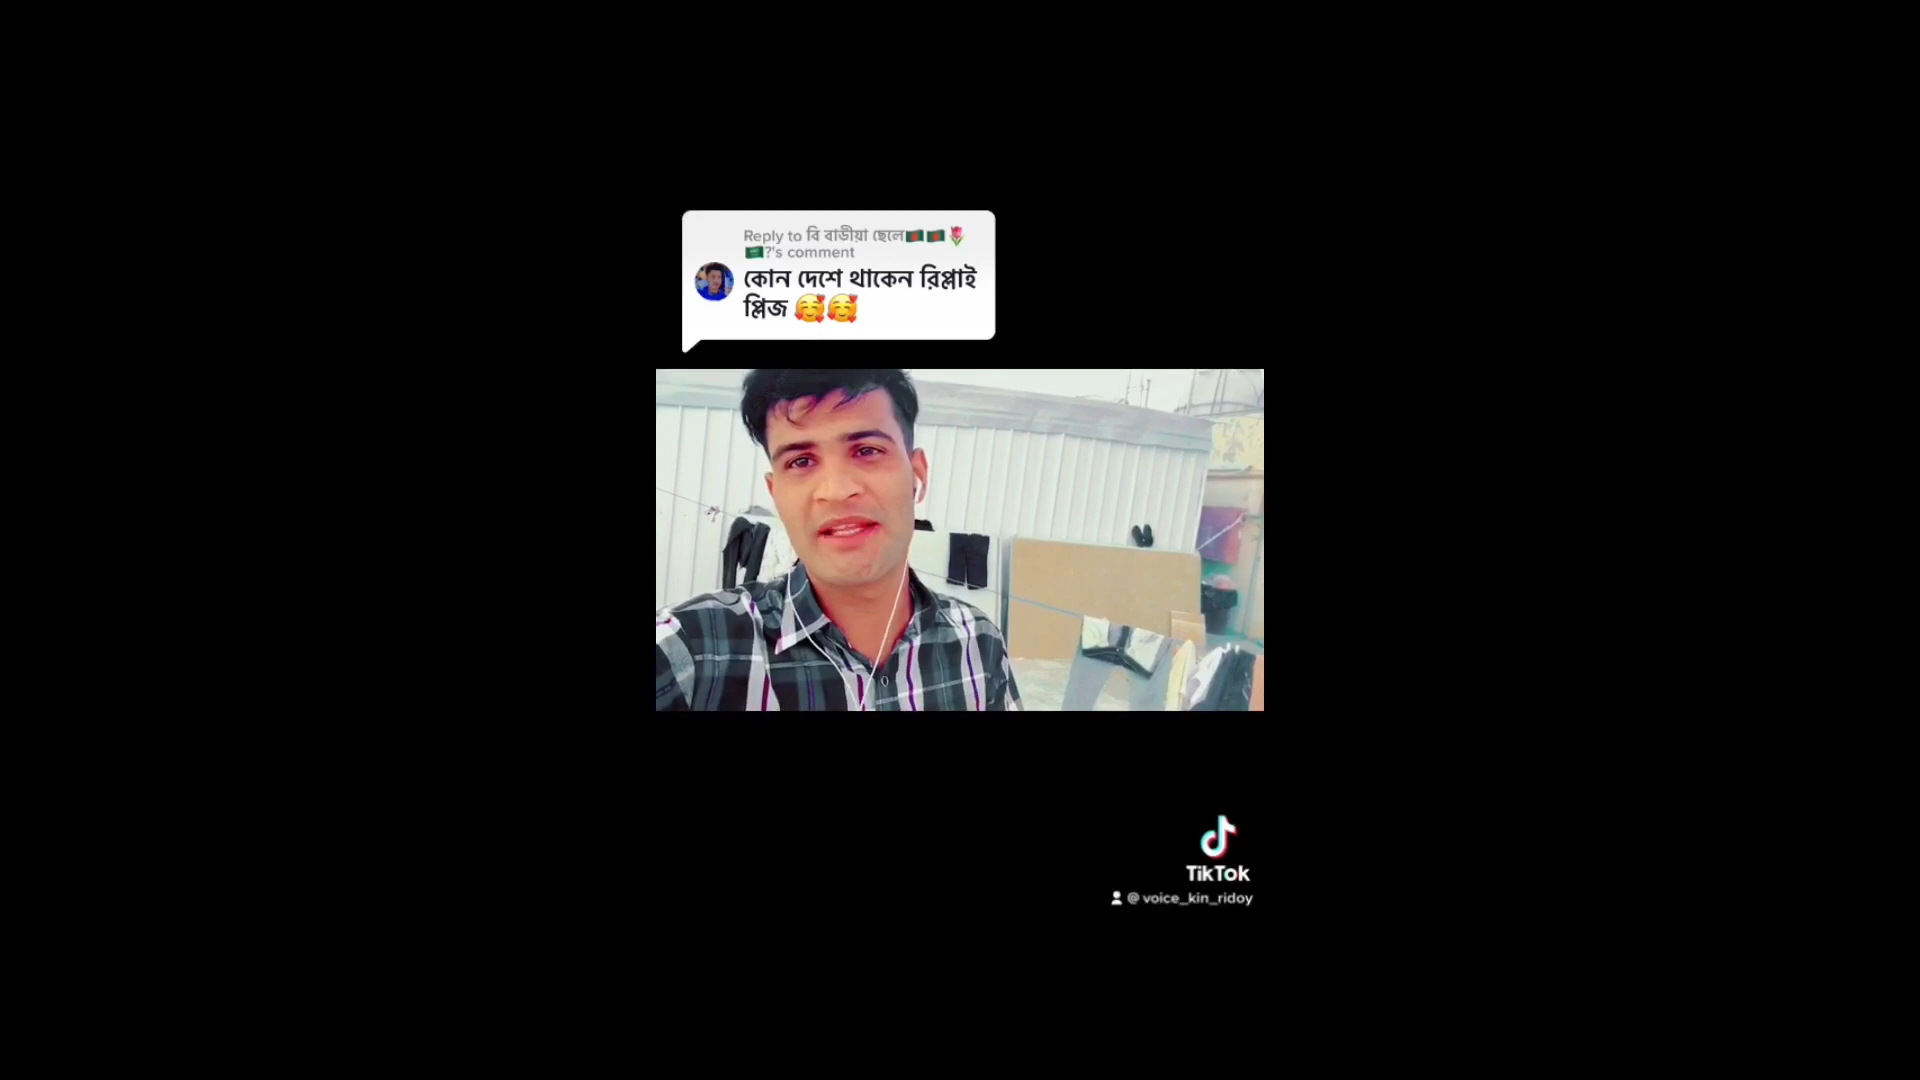 Reply to বি বাডীয়া ছেলে🇧🇩🇧🇩🌷
🇸🇦?'s comment
কোন দেশে থাকেন রিপ্লাই
প্লিজ 🥰🥰
TikTok
@voice_kin_ridoy